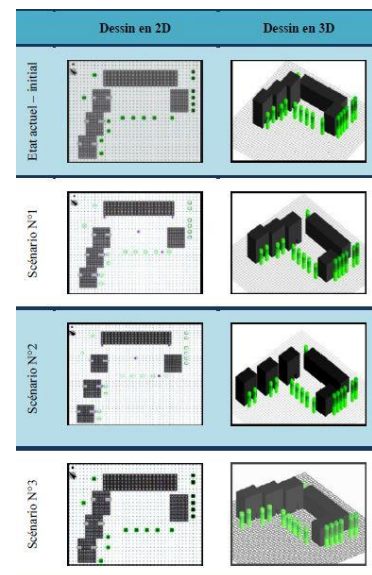 Dessin en 2D
Dessin en 3D
Etat actuel – initial
Scénario N°1
Scénario N°2
Scénario N°3